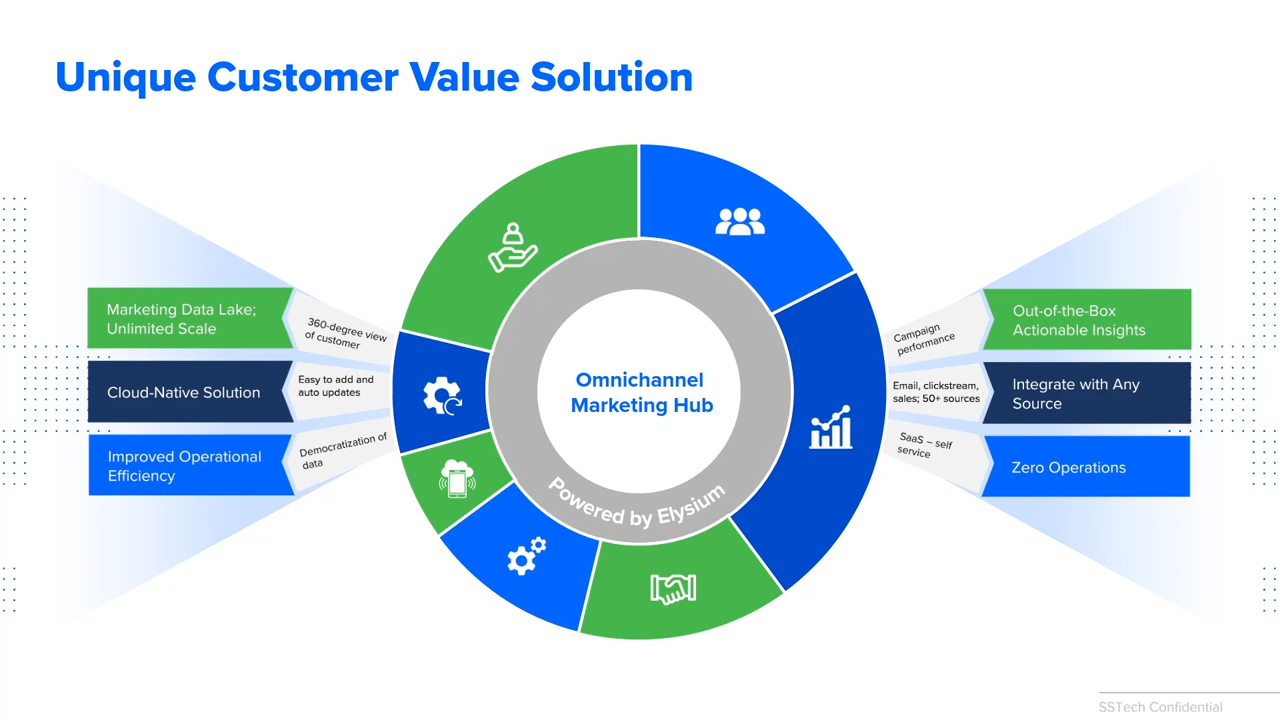 Unique Customer Value Solution
Marketing Data Lake;
Unlimited Scale
360-degree view
of customer
Cloud-Native Solution
Easy to add and
auto updates
Improved Operational
Efficiency
Democratization of
data
Omnichannel
Marketing Hub
Powered by Elysium
Campaign
performance
Out-of-the-Box
Actionable Insights
Email, clickstream,
sales; 50+ sources
Integrate with Any
Source
SaaS – self
service
Zero Operations
SSTech Confidential